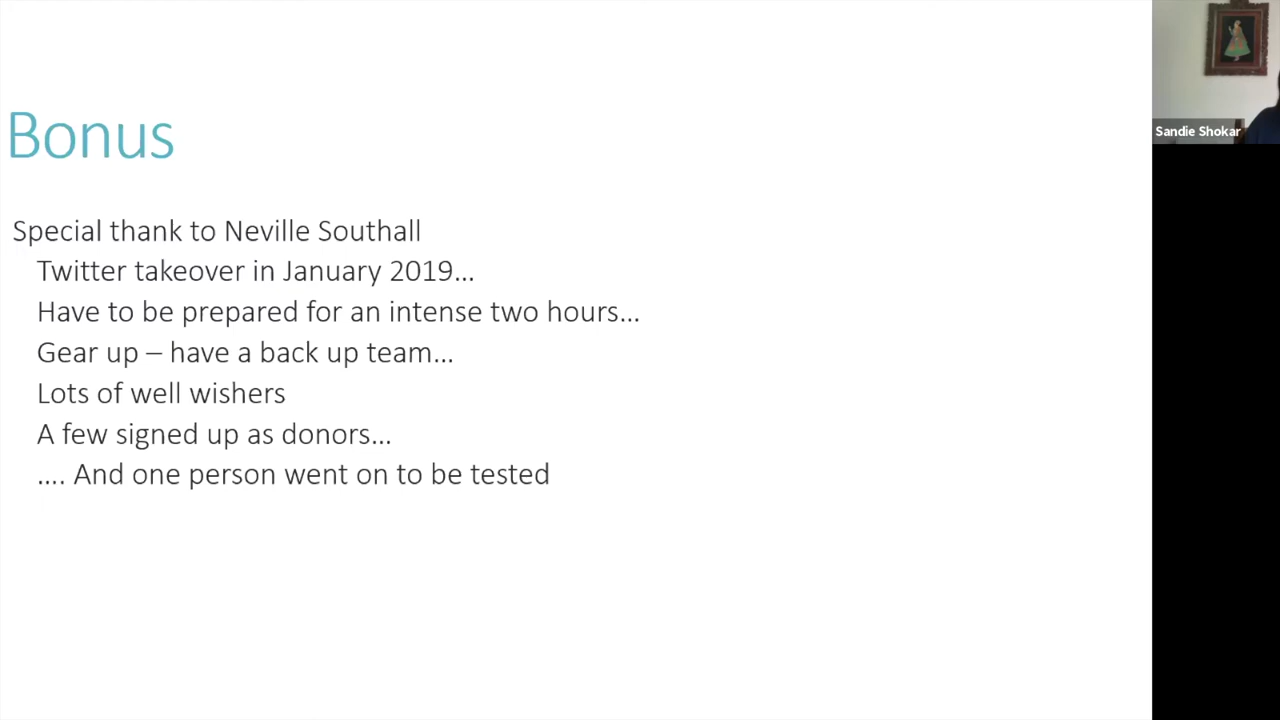 Bonus
Special thank to Neville Southall
Twitter takeover in January 2019...
Have to be prepared for an intense two hours...
Gear up – have a back up team...
Lots of well wishers
A few signed up as donors...
.... And one person went on to be tested
Sandie Shokar